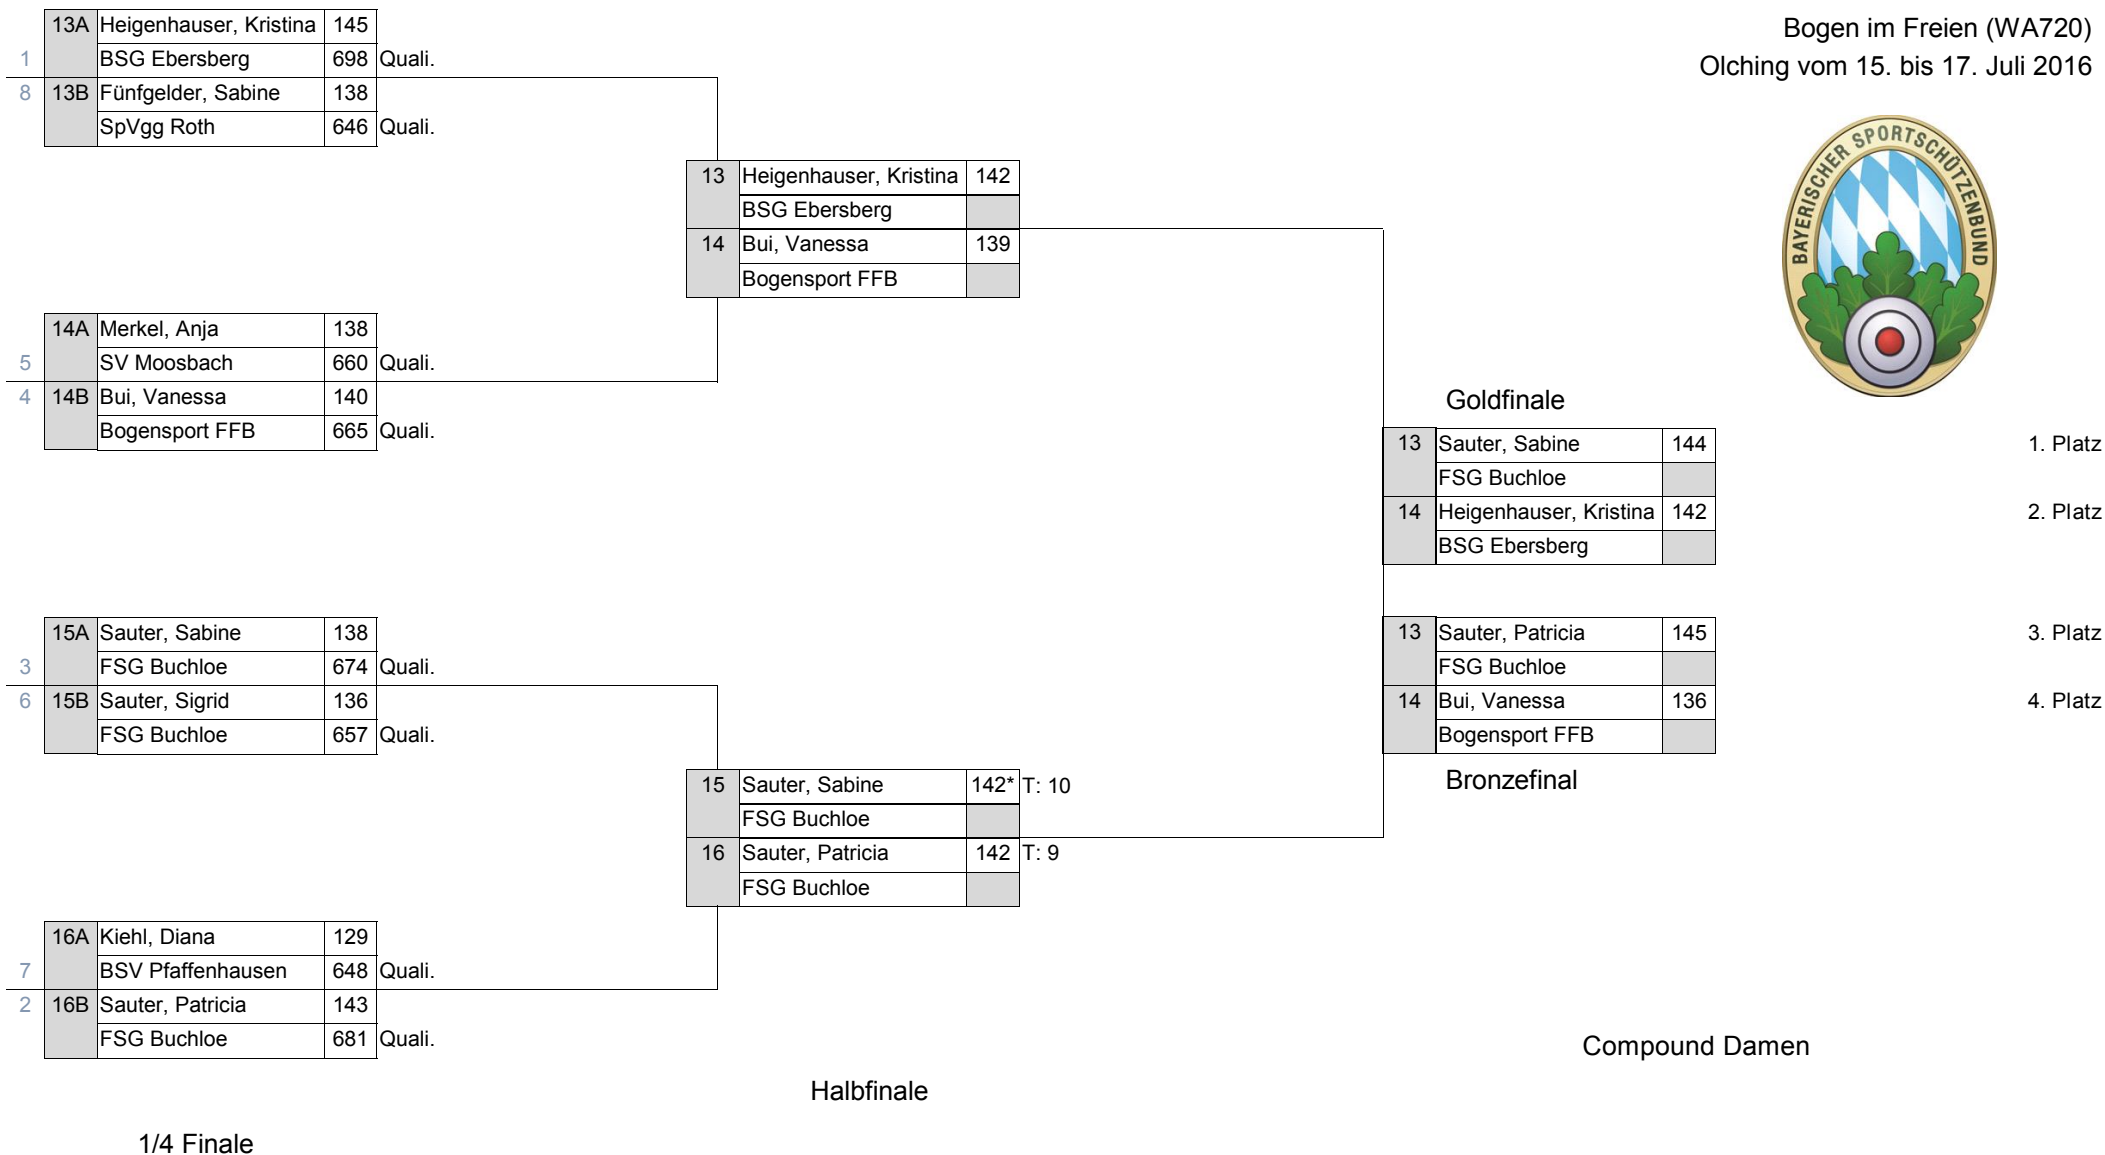 Bogen im Freien (WA720)
Olching vom 15. bis 17. Juli 2016
BAYERISCHER SPORTSCHÜTZENBUND
13A Heigenhauser, Kristina 145
1 BSG Ebersberg 698 Quali.
8 13B Fünfgelder, Sabine 138
SpVgg Roth 646 Quali.
14A Merkel, Anja 138
5 SV Moosbach 660 Quali.
4 14B Bui, Vanessa 140
Bogensport FFB 665 Quali.
15A Sauter, Sabine 138
3 FSG Buchloe 674 Quali.
6 15B Sauter, Sigrid 136
FSG Buchloe 657 Quali.
16A Kiehl, Diana 129
7 BSV Pfaffenhausen 648 Quali.
2 16B Sauter, Patricia 143
FSG Buchloe 681 Quali.
1/4 Finale
13 Heigenhauser, Kristina 142
BSG Ebersberg
14 Bui, Vanessa 139
Bogensport FFB
15 Sauter, Sabine 142* T: 10
FSG Buchloe
16 Sauter, Patricia 142 T: 9
FSG Buchloe
Halbfinale
Goldfinale
13 Sauter, Sabine 144 1. Platz
FSG Buchloe
14 Heigenhauser, Kristina 142 2. Platz
BSG Ebersberg
13 Sauter, Patricia 145 3. Platz
FSG Buchloe
14 Bui, Vanessa 136 4. Platz
Bogensport FFB
Bronzefinal
Compound Damen